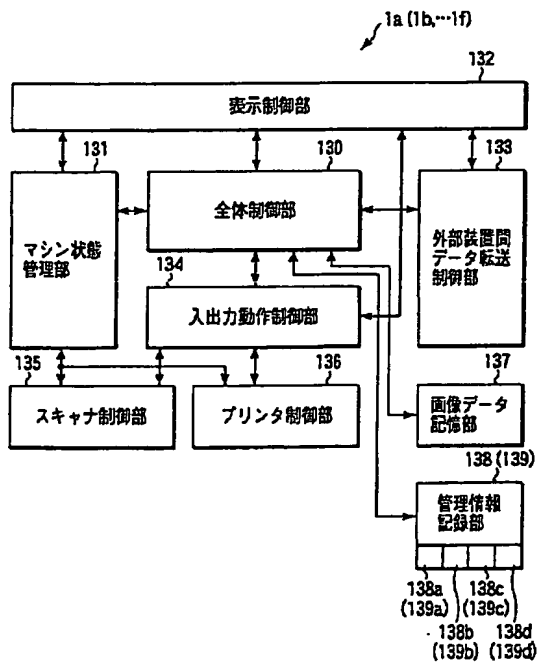 1a(1b,…1f)
132
表示制御部
131
130
133
マシン状態
管理部
全体制御部
外部装置間
データ転送
制御部
134
入出力動作制御部
135
136
137
スキャナ制御部
プリンタ制御部
画像データ
記憶部
138(139)
管理情報
記録部
138a
138c
(139a)
(139c)
138b
138d
(139b)
(139d)